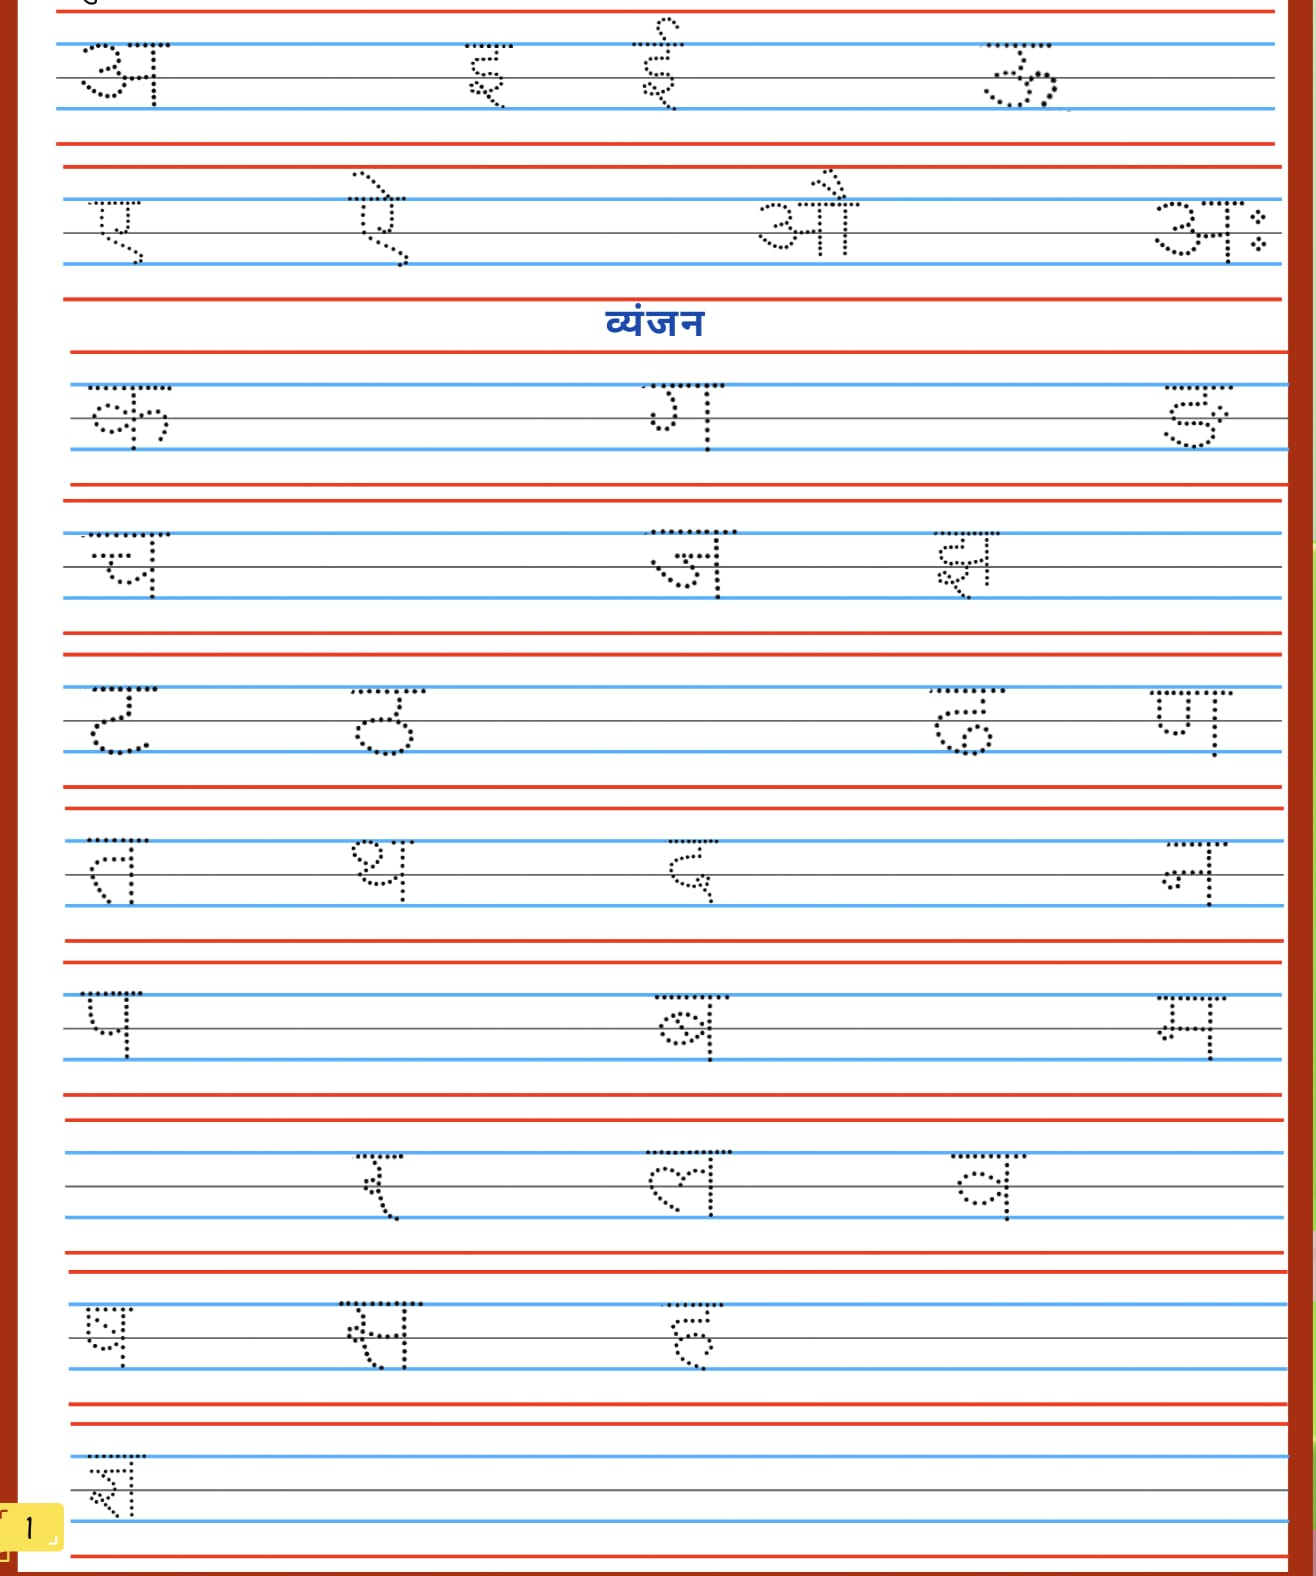 अ इ ई ऊ
ए ऐ औ अः
व्यंजन
क ग ङ
च ज झ
ट ठ ढ ण
त थ द न
प ब म
र ल व
ष स ह
ज्ञ
1